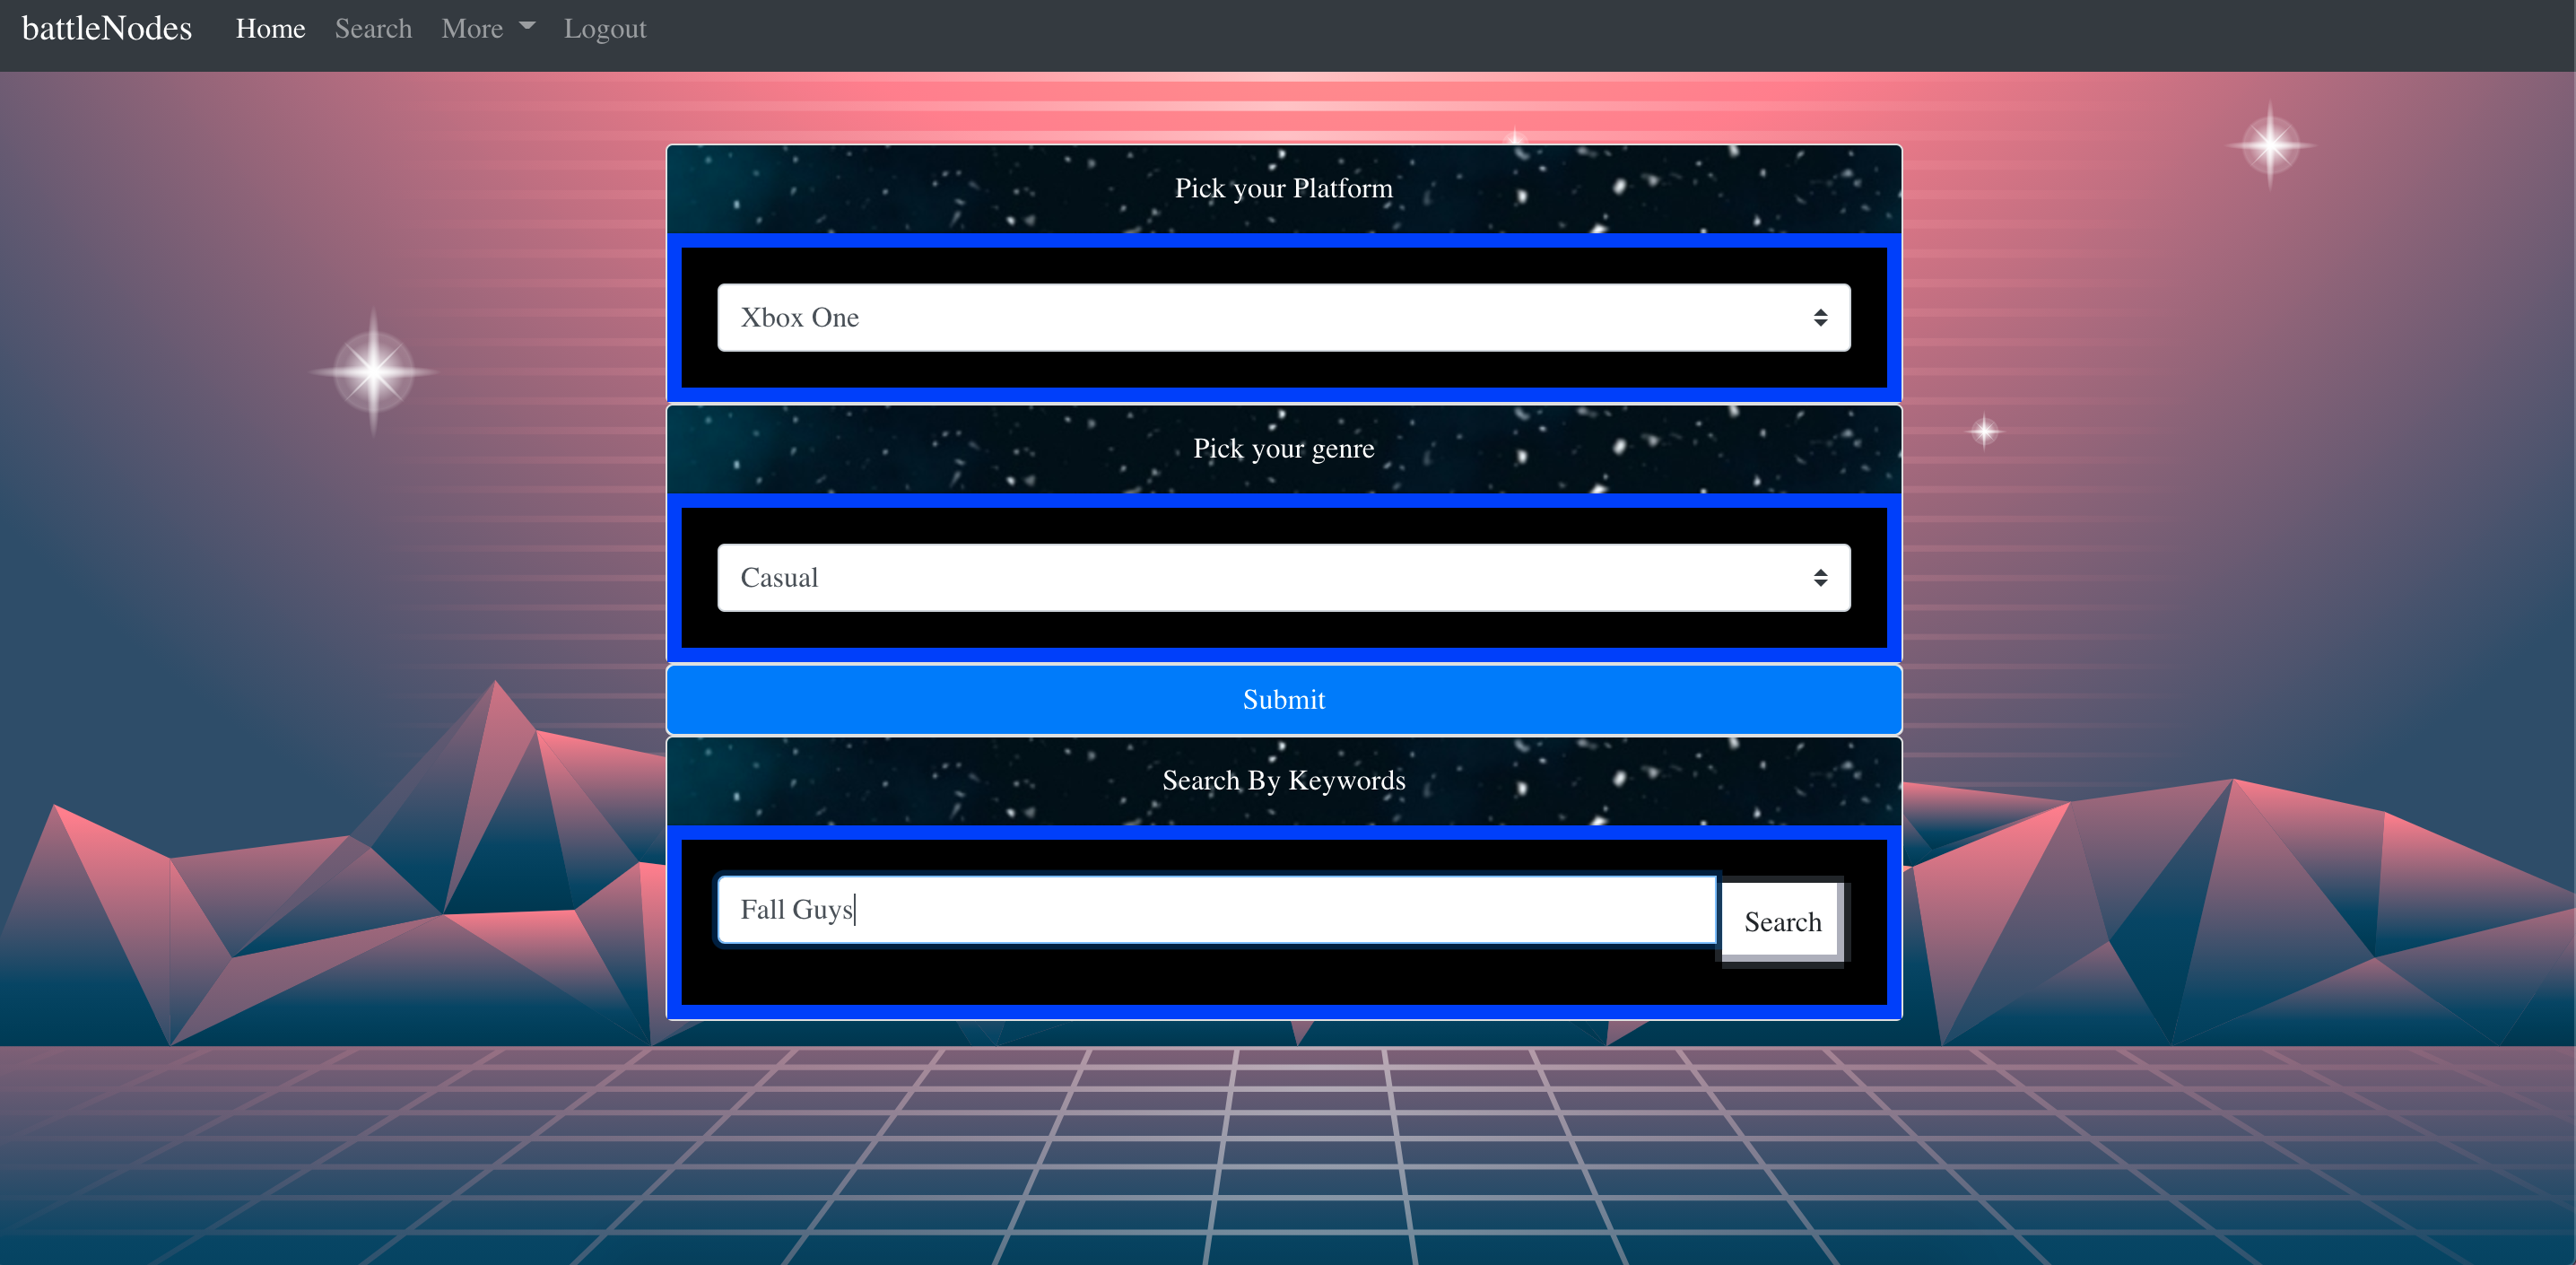 battleNodes Home Search More Logout
Pick your Platform
Xbox One
Pick your genre
Casual
Submit
Search By Keywords
Fall Guys Search